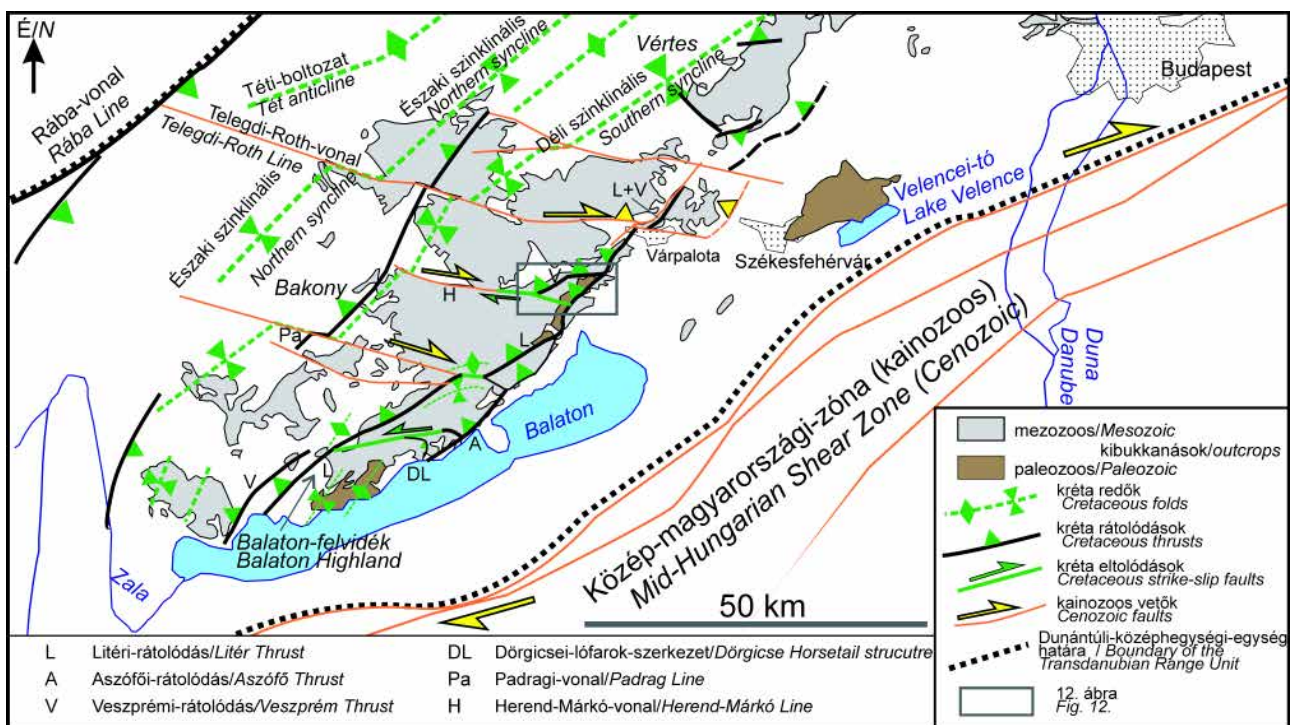 É/N
Rába-vonal
Rába Line
Téti-boltozat
Tét anticline
Északi szinklinális
Northern syncline
Telegdi-Roth-vonal
Telegdi-Roth Line
Déli szinklinális
Southern syncline
Vértes
Budapest
Északi szinklinális
Northern syncline
L+V
Velencei-tó
Lake Velence
Várpalota
Székesfehérvár
Bakony
H
Pa
L
Közép-magyarországi-zóna (kainozoos)
Mid-Hungarian Shear Zone (Cenozoic)
Duna
Danube
Balaton
A
DL
L
V
Balaton-felvidék
Balaton Highland
Zala
50 km
mezozoos/Mesozoic
kibukkanások/outcrops
paleozoos/Paleozoic
kréta redők
Cretaceous folds
kréta rátolódások
Cretaceous thrusts
kréta eltolódások
Cretaceous strike-slip faults
kainozoos vetők
Cenozoic faults
Dunántúli-középhegységi-egység
határa / Boundary of the
Transdanubian Range Unit
12. ábra
Fig. 12.
L Litéri-rátolódás/Litér Thrust
A Aszófői-rátolódás/Aszófő Thrust
V Veszprémi-rátolódás/Veszprém Thrust
DL Dörgicsei-lófarok-szerkezet/Dörgicse Horsetail strucutre
Pa Padragi-vonal/Padrag Line
H Herend-Márkó-vonal/Herend-Márkó Line